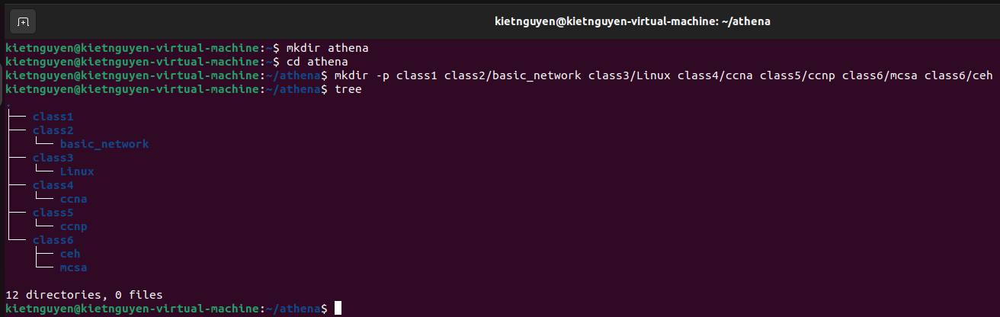 kietnguyen@kietnguyen-virtual-machine: ~/athena
kietnguyen@kietnguyen-virtual-machine:~$ mkdir athena
kietnguyen@kietnguyen-virtual-machine:~$ cd athena
kietnguyen@kietnguyen-virtual-machine:~/athena$ mkdir -p class1 class2/basic_network class3/Linux class4/ccna class5/ccnp class6/mcsa class6/ceh
kietnguyen@kietnguyen-virtual-machine:~/athena$ tree
.
├── class1
├── class2
│   └── basic_network
├── class3
│   └── Linux
├── class4
│   └── ccna
├── class5
│   └── ccnp
└── class6
    ├── ceh
    └── mcsa
12 directories, 0 files
kietnguyen@kietnguyen-virtual-machine:~/athena$